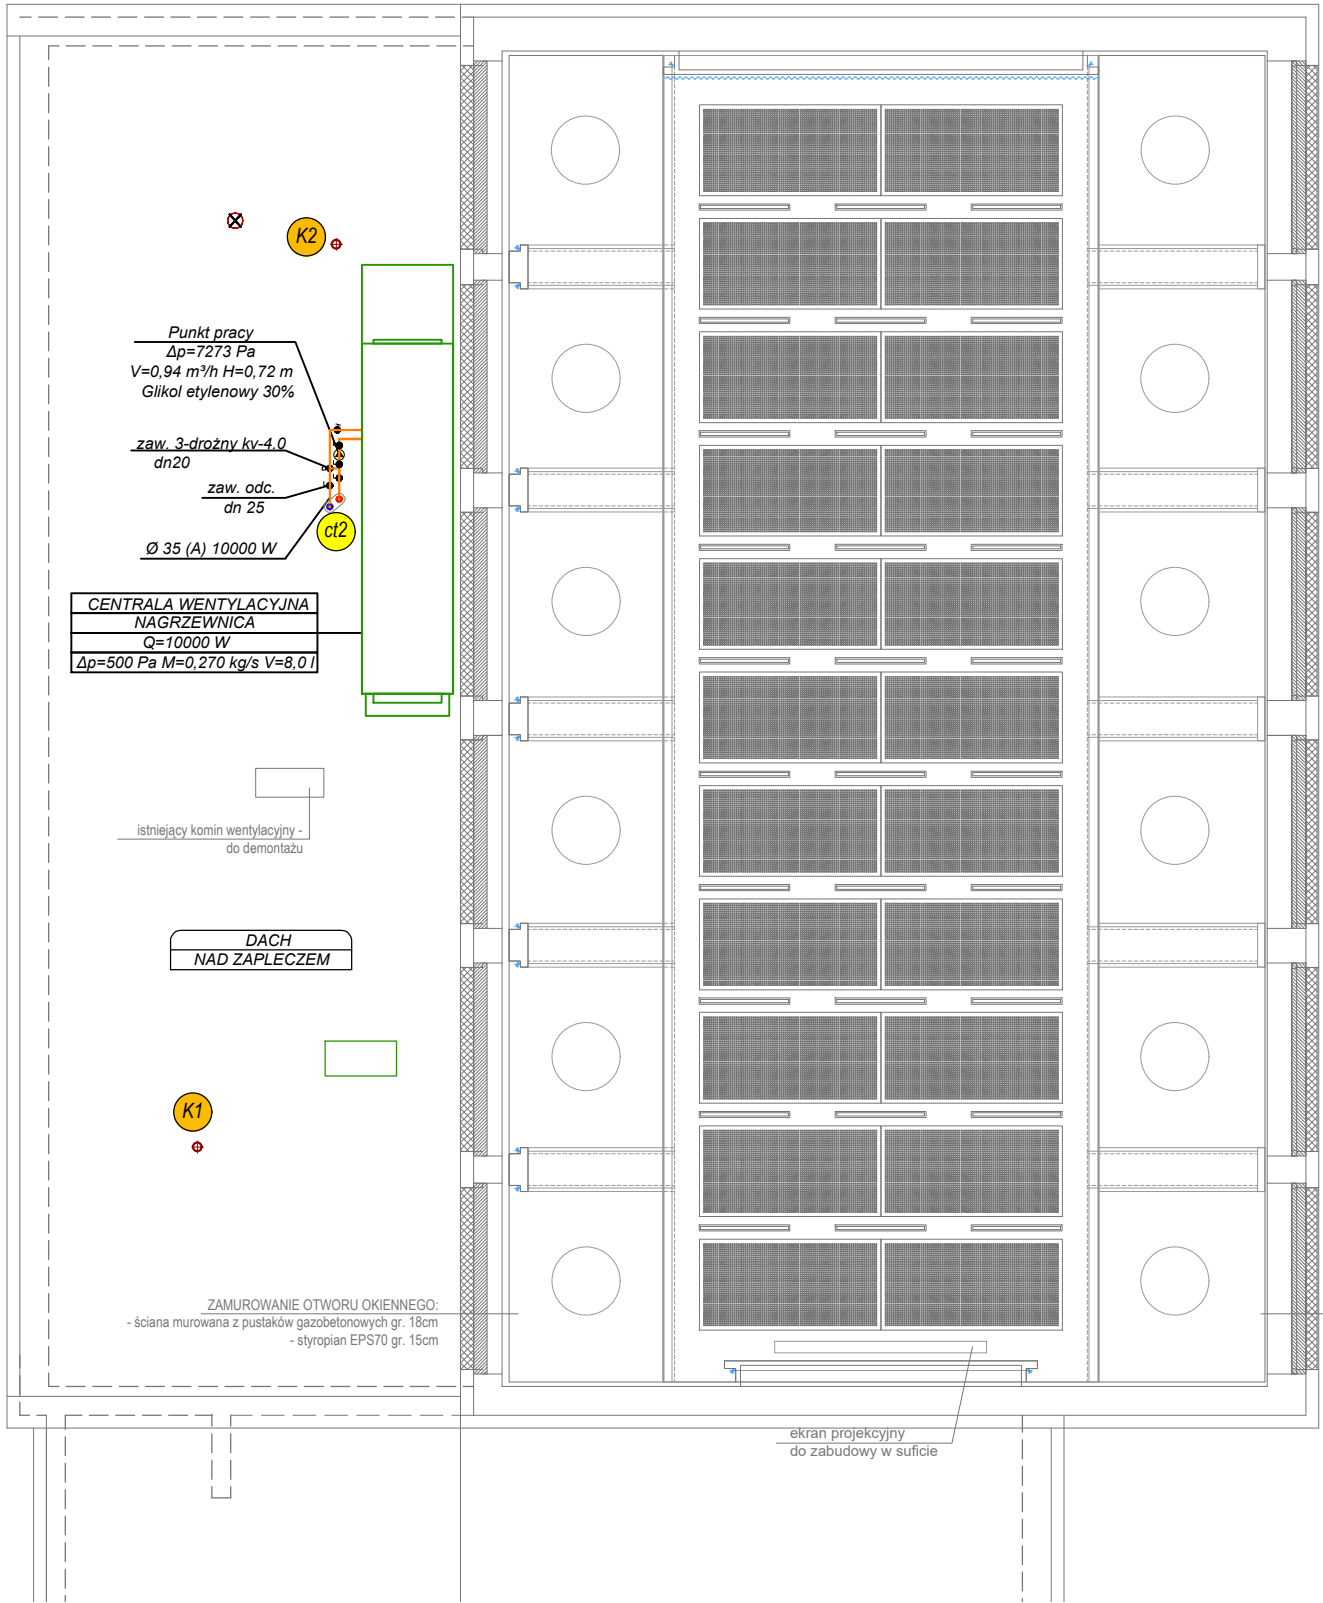 K2
Punkt pracy
Δp=7273 Pa
V=0,94 m³/h H=0,72 m
Glikol etylenowy 30%
zaw. 3-drożny kv-4.0
dn20
zaw. odc.
dn 25
ct2
Ø 35 (A) 10000 W
CENTRALA WENTYLACYJNA
NAGRZEWNICA
Q=10000 W
Δp=500 Pa M=0,270 kg/s V=8,0 l
istniejący komin wentylacyjny -
do demontażu
DACH
NAD ZAPLECZEM
K1
ZAMUROWANIE OTWORU OKIENNEGO:
- ściana murowana z pustaków gazobetonowych gr. 18cm
- styropian EPS70 gr. 15cm
ekran projekcyjny
do zabudowy w suficie